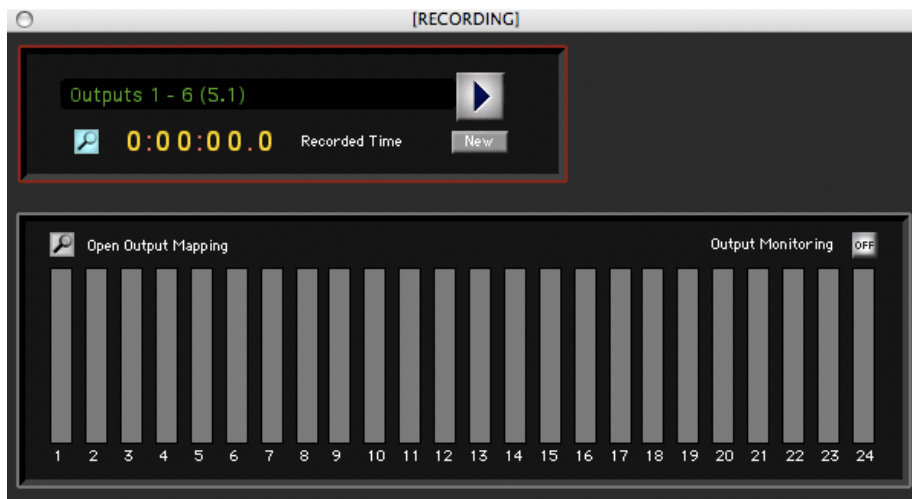 [RECORDING]
Outputs 1 - 6 (5.1)
0:00:00.0 Recorded Time New
Open Output Mapping Output Monitoring OFF
1 2 3 4 5 6 7 8 9 10 11 12 13 14 15 16 17 18 19 20 21 22 23 24